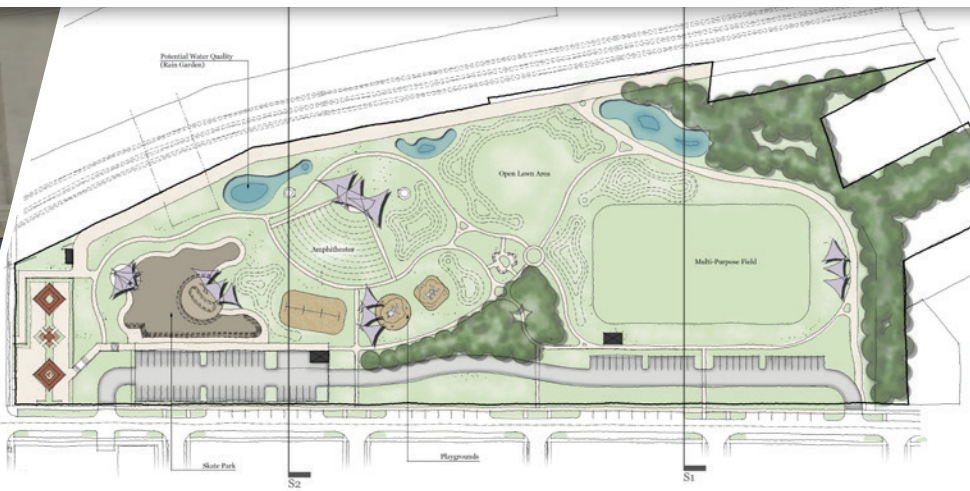 Potential Water Quality
(Rain Garden)
Open Lawn Area
Amphitheater
Multi-Purpose Field
Skate Park
Playgrounds
S2
S1